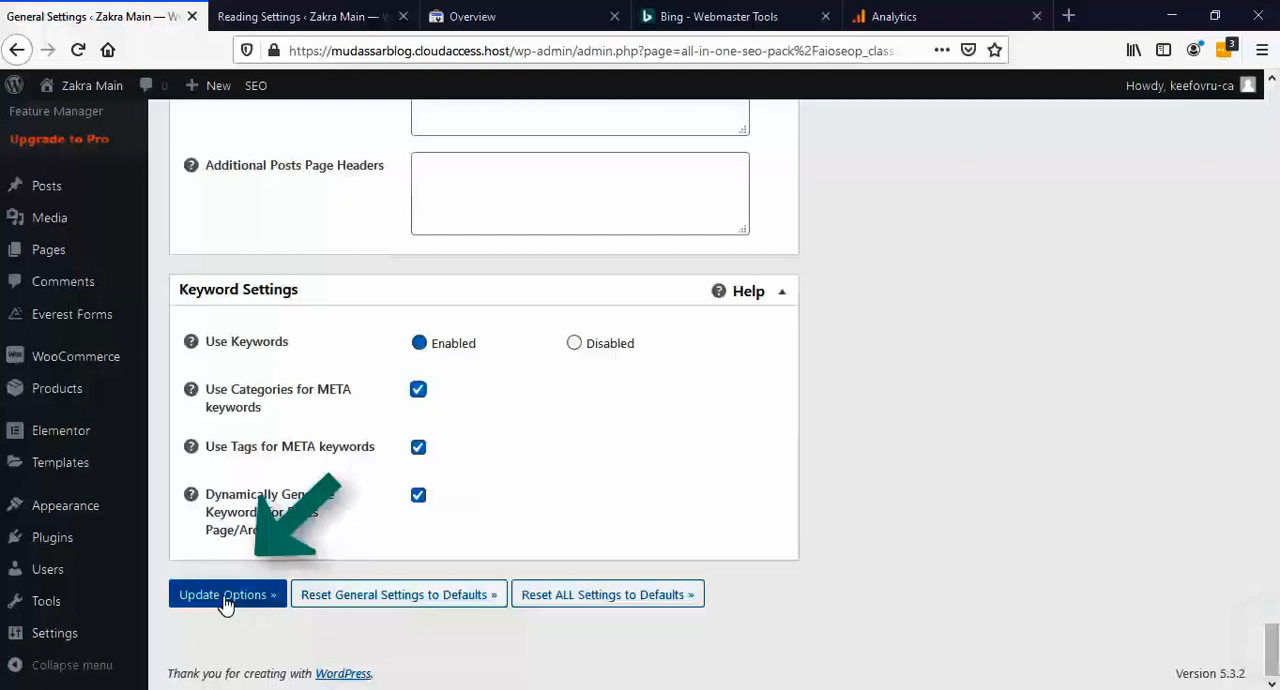 General Settings ‹ Zakra Main — W
Reading Settings ‹ Zakra Main —
Overview
Bing - Webmaster Tools
Analytics
https://mudassarblog.cloudaccess.host/wp-admin/admin.php?page=all-in-one-seo-pack%2Faioseop_clas
3
Zakra Main
0
New
SEO
Howdy, keefovru-ca
Feature Manager
Upgrade to Pro
Posts
Media
Pages
Comments
Everest Forms
WooCommerce
Products
Elementor
Templates
Appearance
Plugins
Users
Tools
Settings
Collapse menu
Additional Posts Page Headers
Keyword Settings
Help
Use Keywords
Enabled
Disabled
Use Categories for META
keywords
Use Tags for META keywords
Dynamically
Page/
Update Options »
Reset General Settings to Defaults »
Reset ALL Settings to Defaults »
Thank you for creating with WordPress.
Version 5.3.2